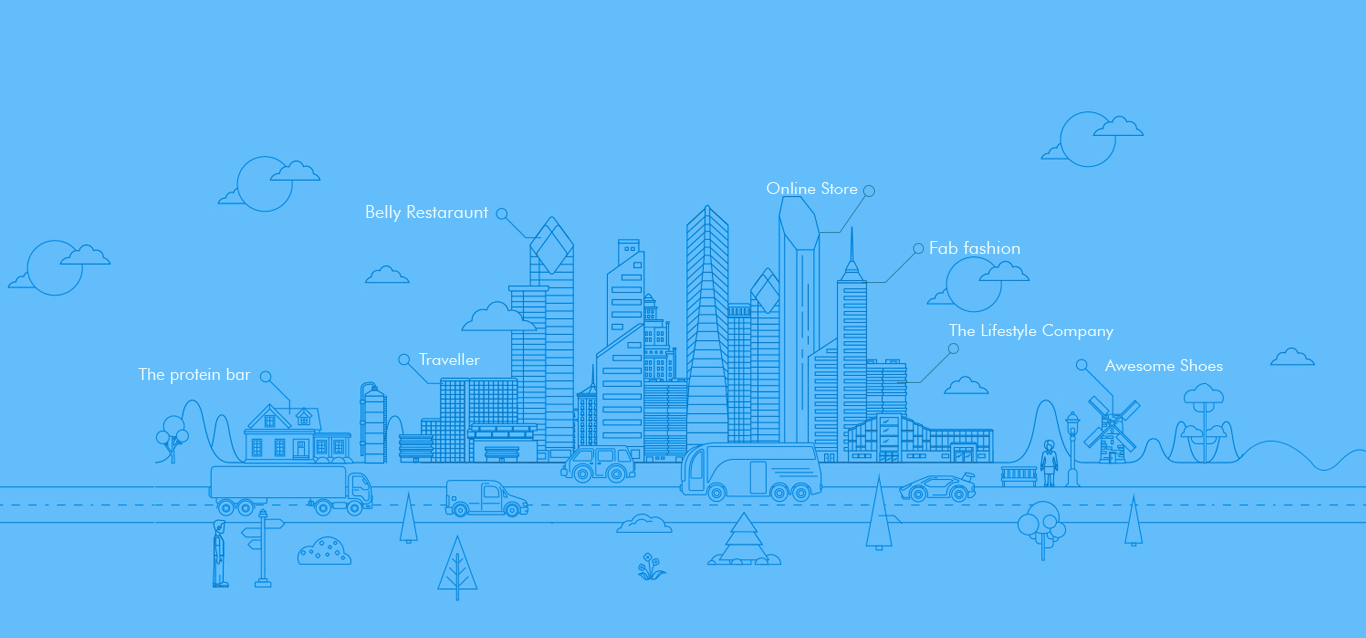 Online Store
Belly Restaraunt
Fab fashion
The Lifestyle Company
Traveller
Awesome Shoes
The protein bar